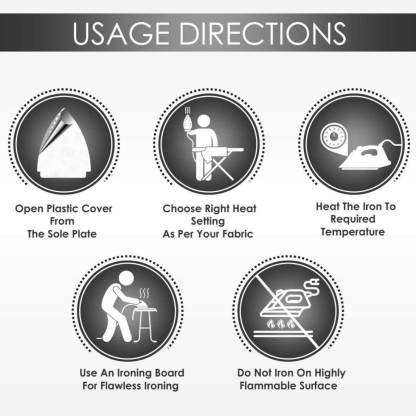 USAGE DIRECTIONS
Open Plastic Cover
From
The Sole Plate
Choose Right Heat
Setting
As Per Your Fabric
Heat The Iron To
Required
Temperature
Use An Ironing Board
For Flawless Ironing
Do Not Iron On Highly
Flammable Surface